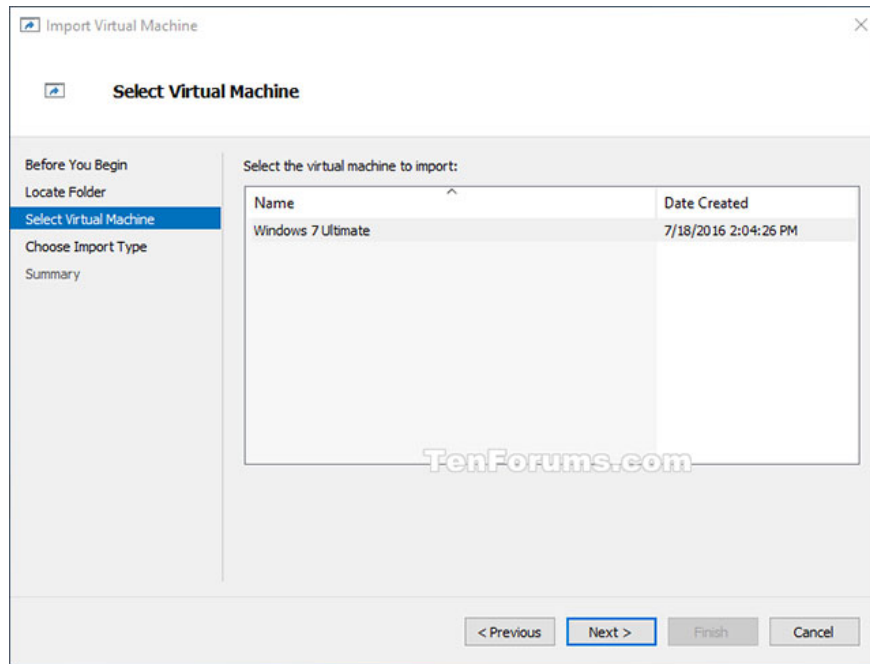 Import Virtual Machine
Select Virtual Machine
Before You Begin
Locate Folder
Select Virtual Machine
Choose Import Type
Summary
Select the virtual machine to import:
Name Date Created
Windows 7 Ultimate 7/18/2016 2:04:26 PM
TenForums.com
< Previous Next > Finish Cancel